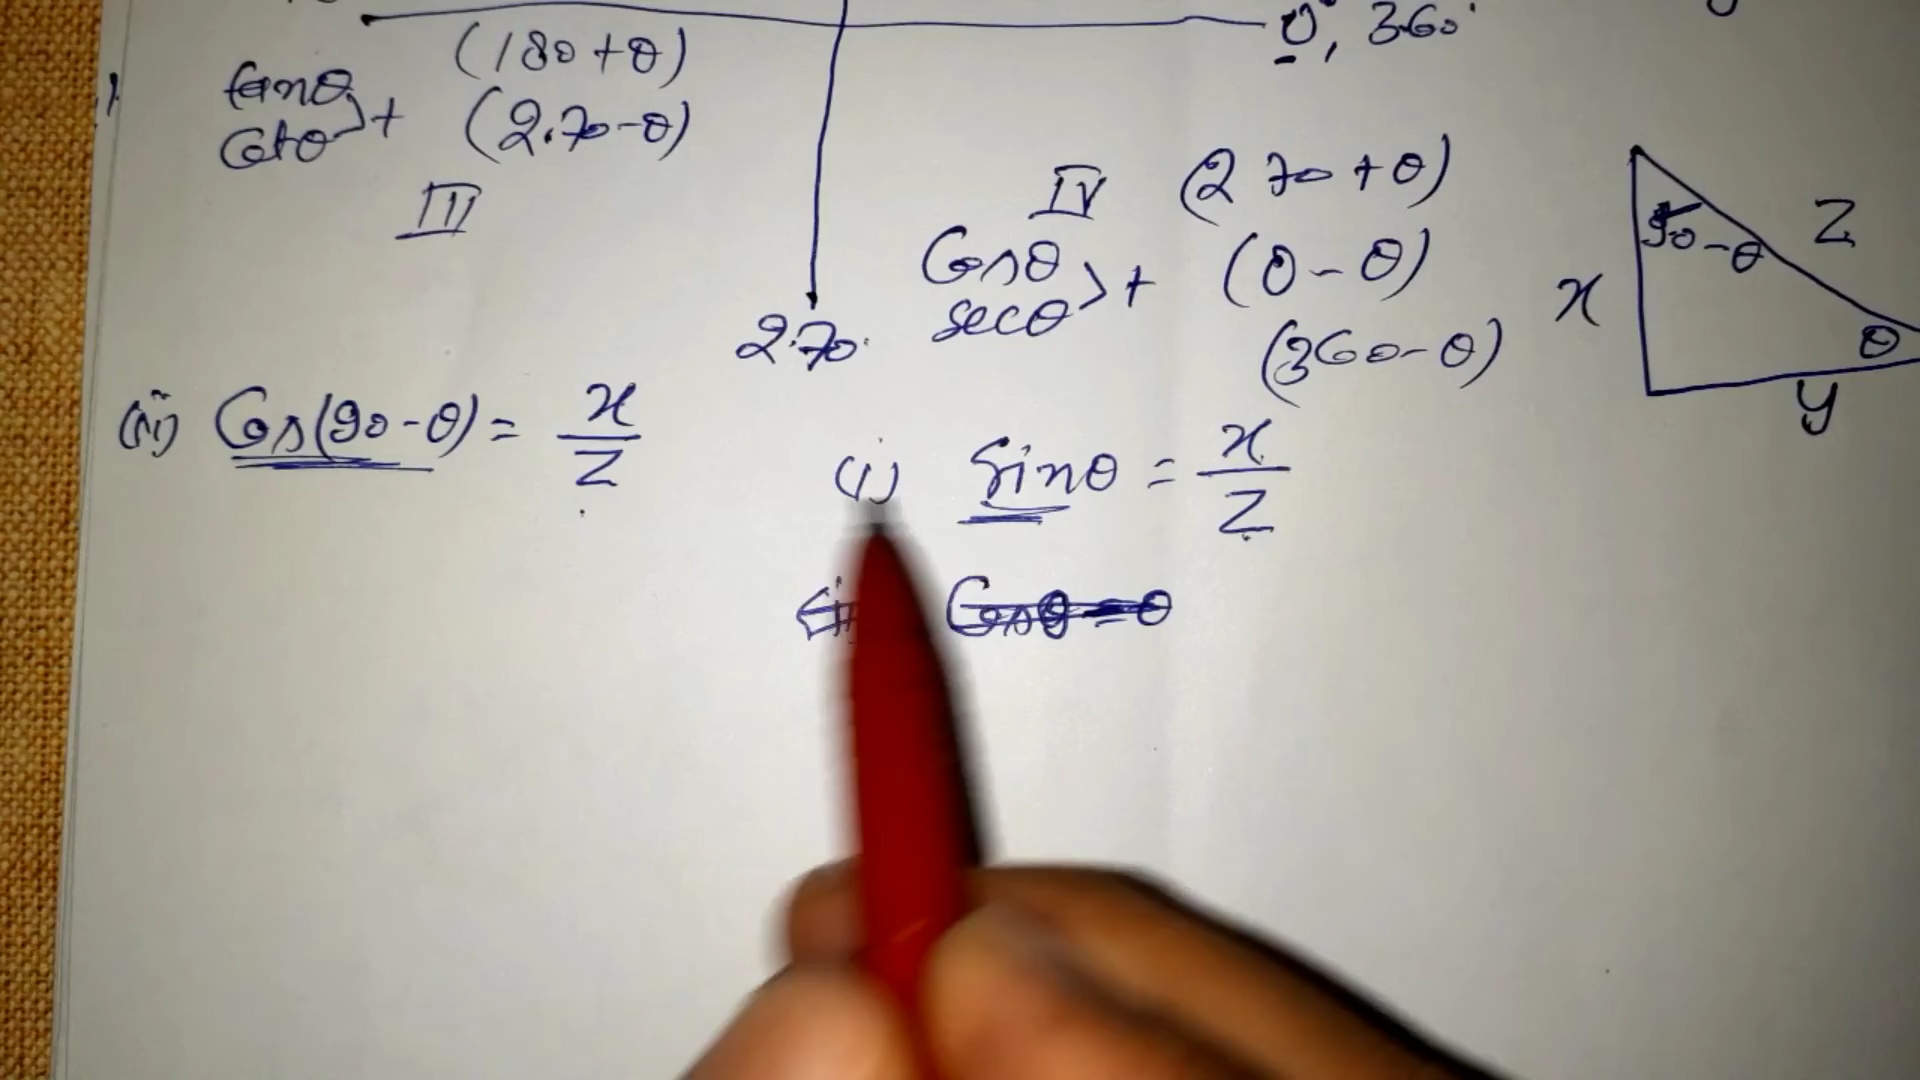 0°, 360°
(180+θ)
tanθ
cotθ > + (270-θ)
III
IV (270+θ)
Cosθ
secθ > + (0-θ)
(360-θ)
270
90-θ
Z
x
θ
y
(ii) Cos(90-θ) = x/Z
(i) Sinθ = x/Z
Cosθ = θ